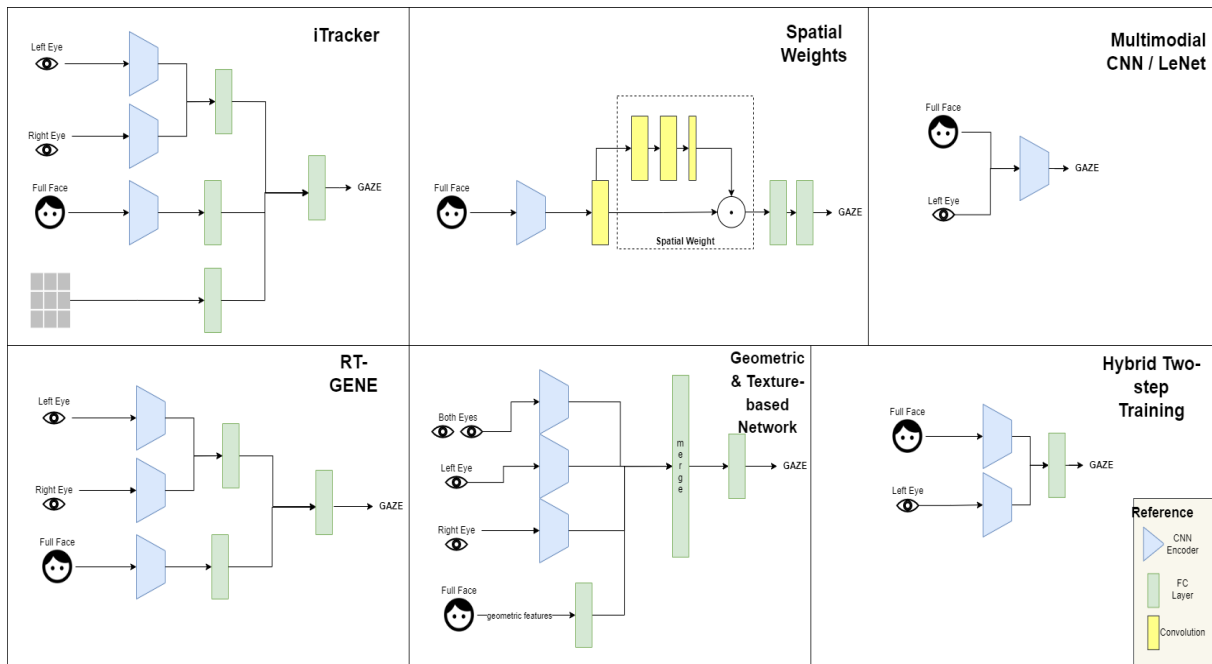 iTracker
Left Eye
Right Eye
Full Face
GAZE
Spatial
Weights
Full Face
Spatial Weight
GAZE
Multimodial
CNN / LeNet
Full Face
Left Eye
GAZE
RT-
GENE
Left Eye
Right Eye
Full Face
GAZE
Geometric
& Texture-
based
Network
Both Eyes
Left Eye
Right Eye
Full Face
geometric features
merge
GAZE
Hybrid Two-
step
Training
Full Face
Left Eye
GAZE
Reference
CNN
Encoder
FC
Layer
Convolution